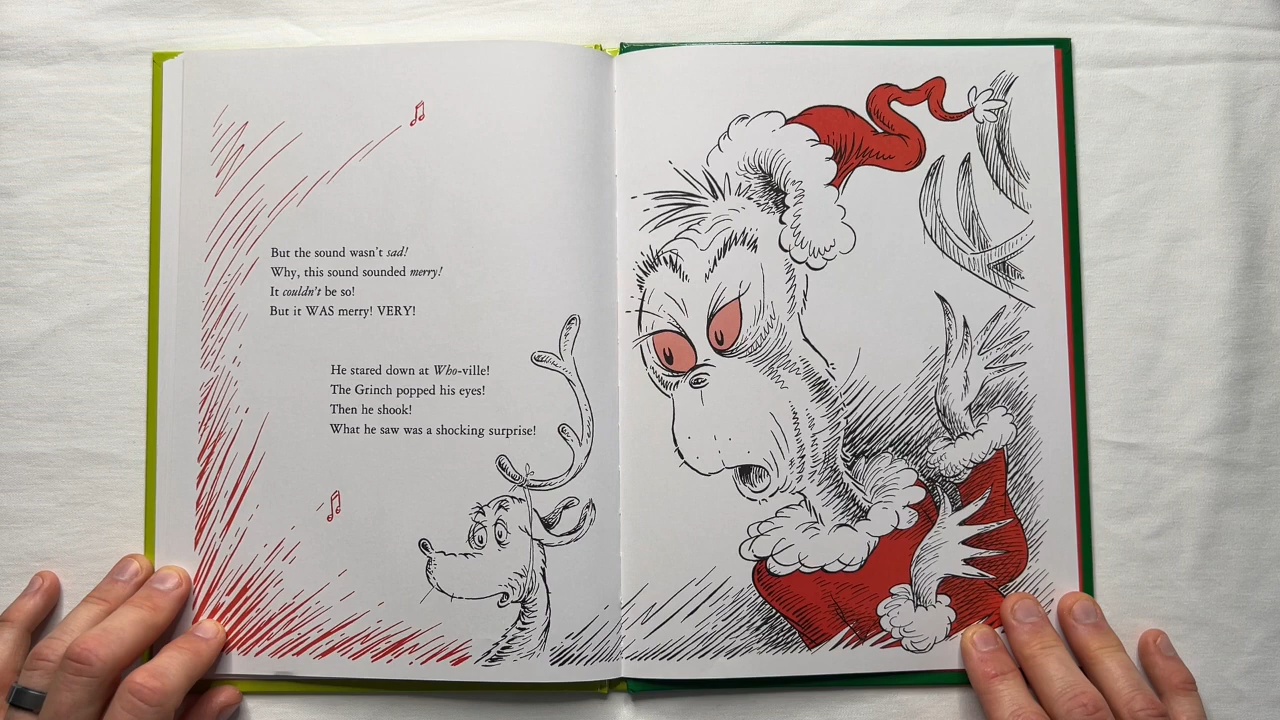 But the sound wasn't sad!
Why, this sound sounded merry!
It couldn't be so!
But it WAS merry! VERY!
He stared down at Who-ville!
The Grinch popped his eyes!
Then he shook!
What he saw was a shocking surprise!